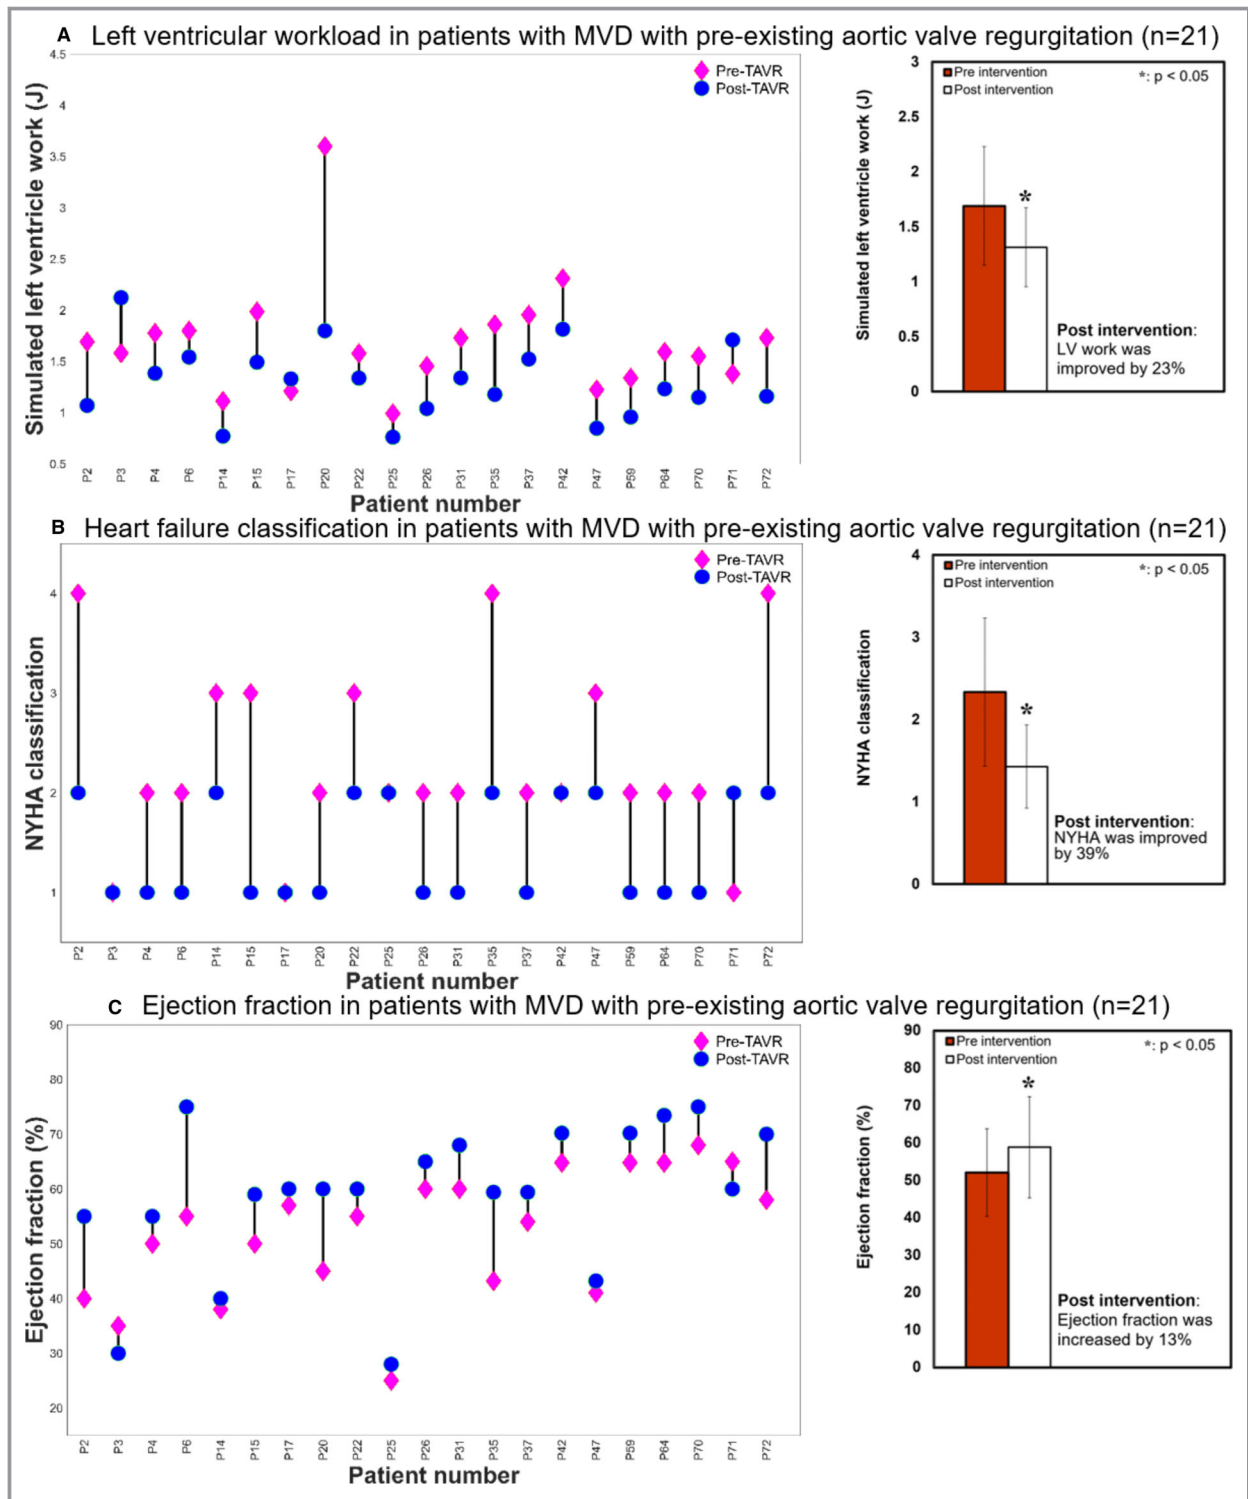 A Left ventricular workload in patients with MVD with pre-existing aortic valve regurgitation (n=21)
Simulated left ventricle work (J)
4.5
4
3.5
3
2.5
2
1.5
1
0.5
Pre-TAVR
Post-TAVR
P2 P3 P4 P6 P14 P15 P17 P20 P22 P25 P26 P31 P35 P37 P42 P47 P59 P64 P70 P71 P72
Patient number
Simulated left ventricle work (J)
3
2.5
2
1.5
1
0.5
0
Pre intervention
Post intervention
*: p < 0.05
*
Post intervention:
LV work was
improved by 23%
B Heart failure classification in patients with MVD with pre-existing aortic valve regurgitation (n=21)
NYHA classification
4
3
2
1
Pre-TAVR
Post-TAVR
P2 P3 P4 P6 P14 P15 P17 P20 P22 P25 P26 P31 P35 P37 P42 P47 P59 P64 P70 P71 P72
Patient number
NYHA classification
4
3
2
1
0
Pre intervention
Post intervention
*: p < 0.05
*
Post intervention:
NYHA was improved
by 39%
C Ejection fraction in patients with MVD with pre-existing aortic valve regurgitation (n=21)
Ejection fraction (%)
90
80
70
60
50
40
30
20
Pre-TAVR
Post-TAVR
P2 P3 P4 P6 P14 P15 P17 P20 P22 P25 P26 P31 P35 P37 P42 P47 P59 P64 P70 P71 P72
Patient number
Ejection fraction (%)
90
80
70
60
50
40
30
20
10
0
Pre intervention
Post intervention
*: p < 0.05
*
Post intervention:
Ejection fraction was
increased by 13%